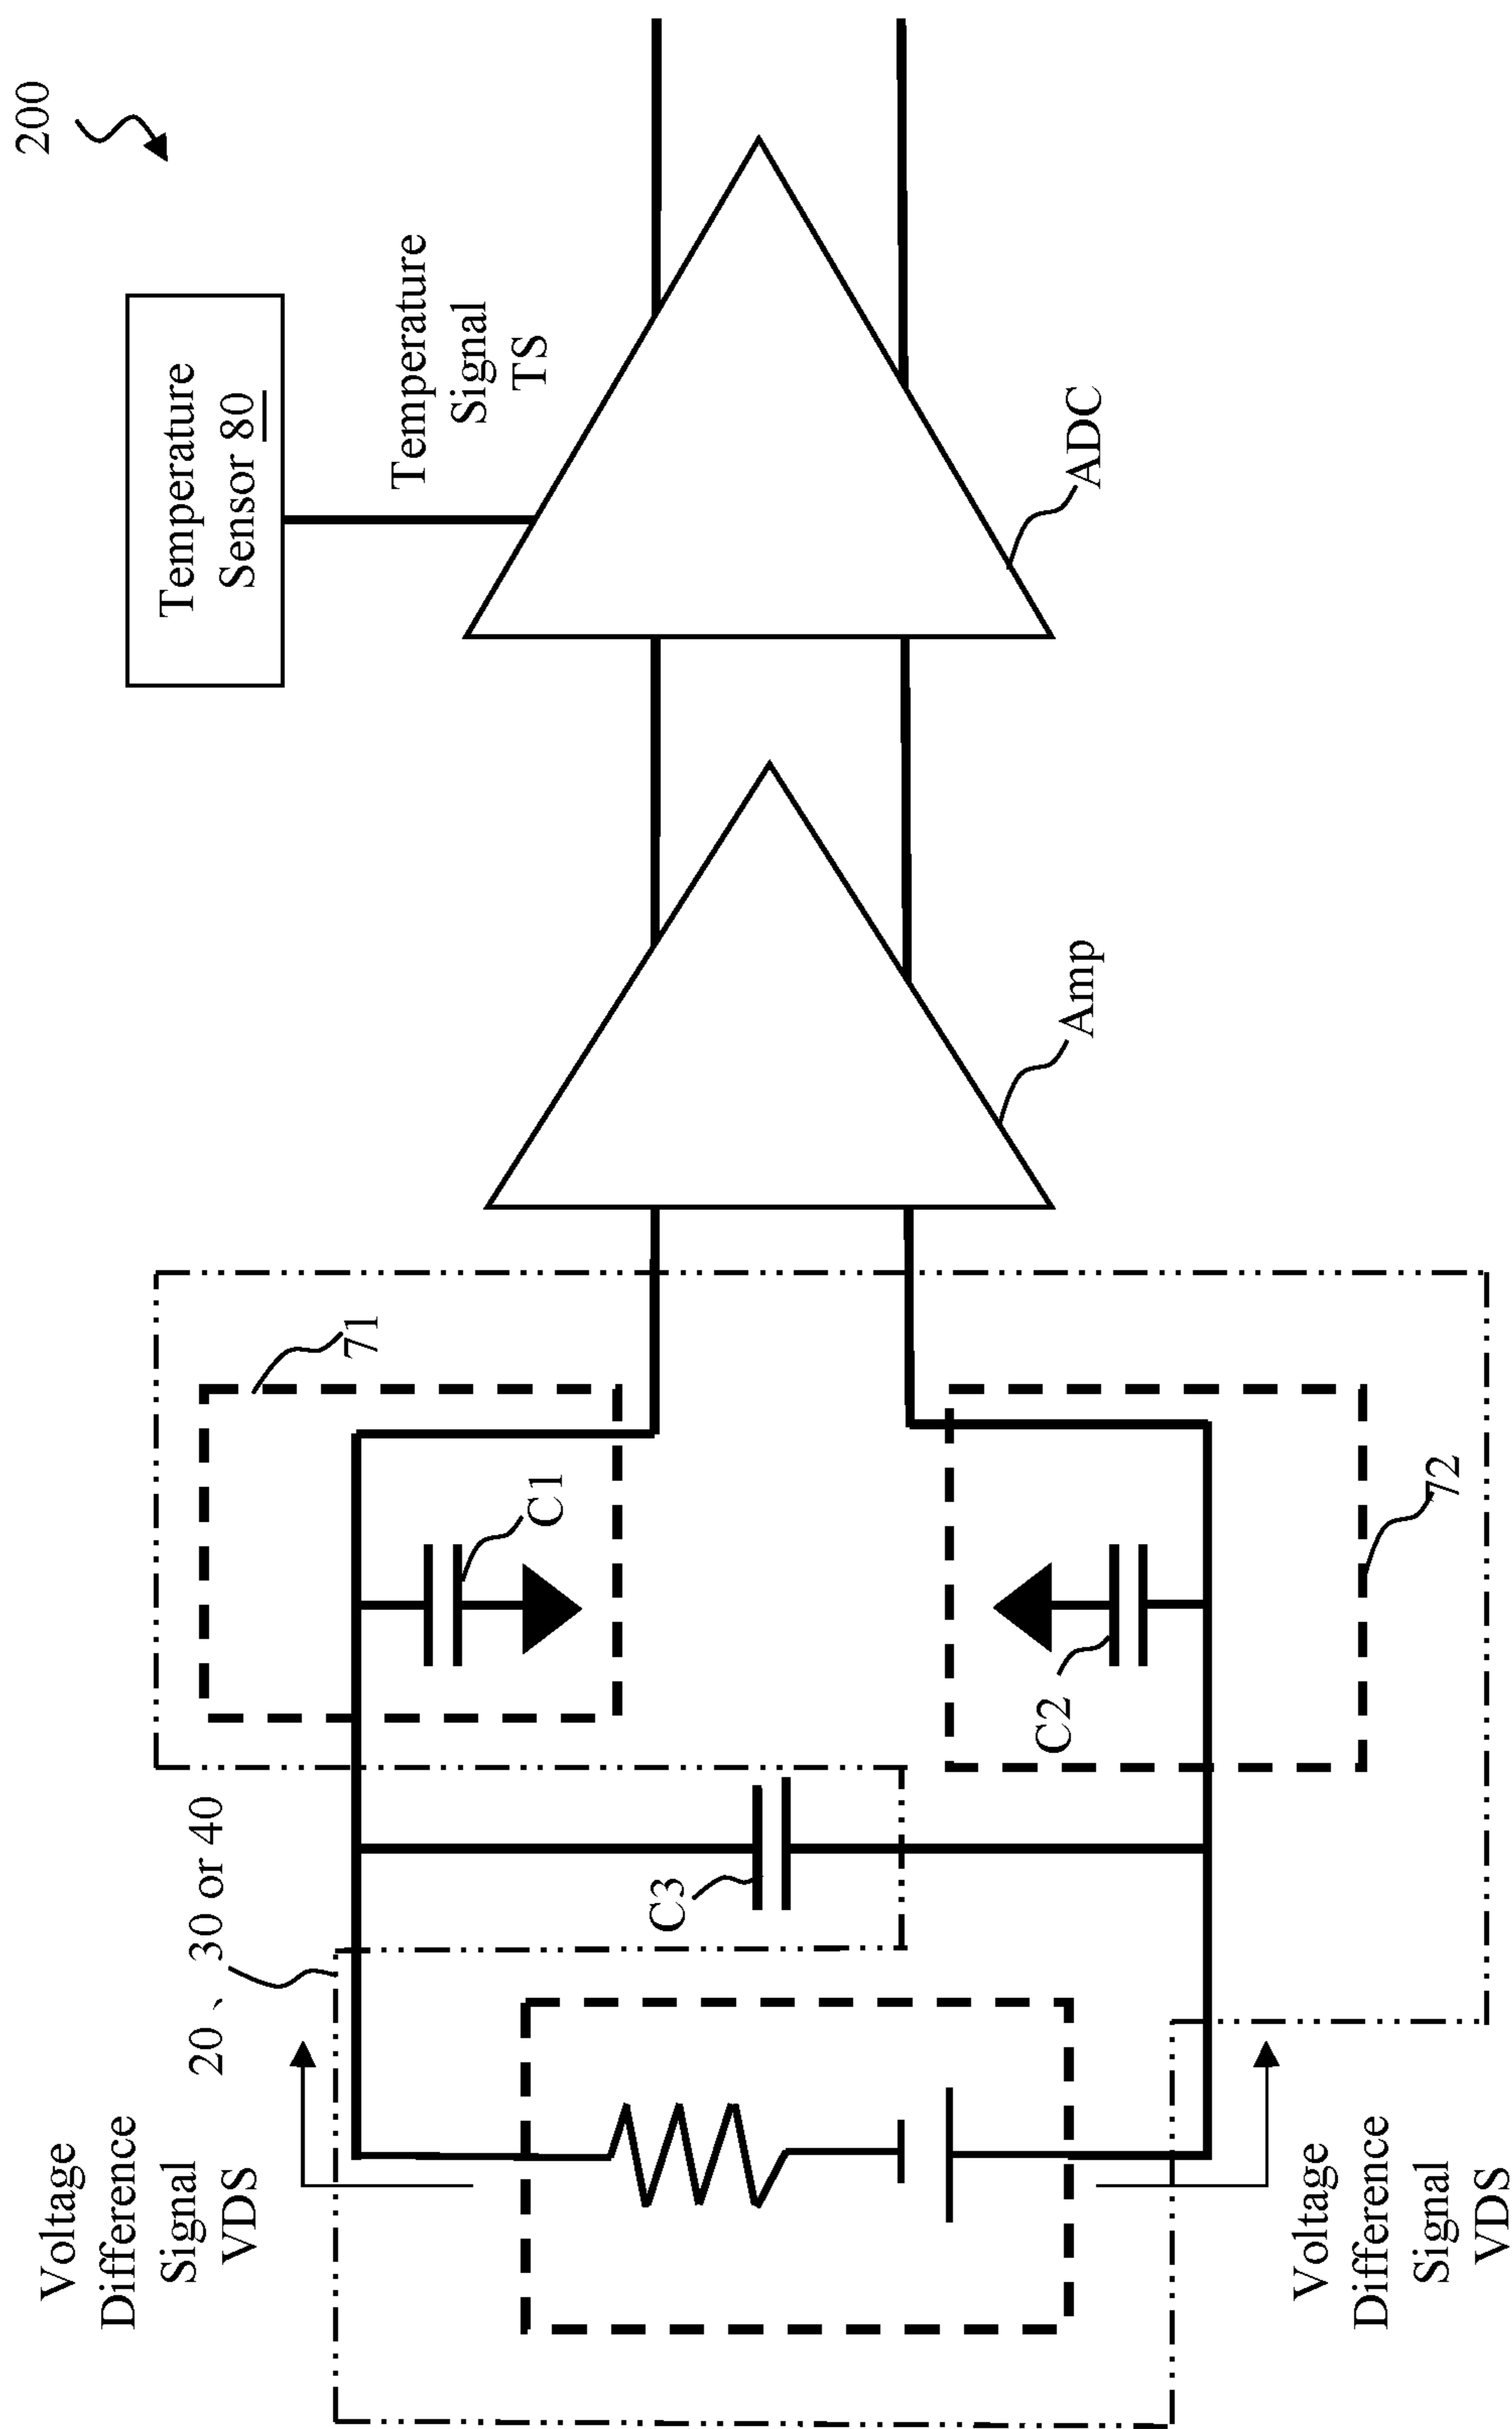 200
Temperature
Sensor 80
Temperature
Signal
TS
ADC
Amp
71
C1
72
C2
C3
20、30 or 40
Voltage
Difference
Signal
VDS
Voltage
Difference
Signal
VDS